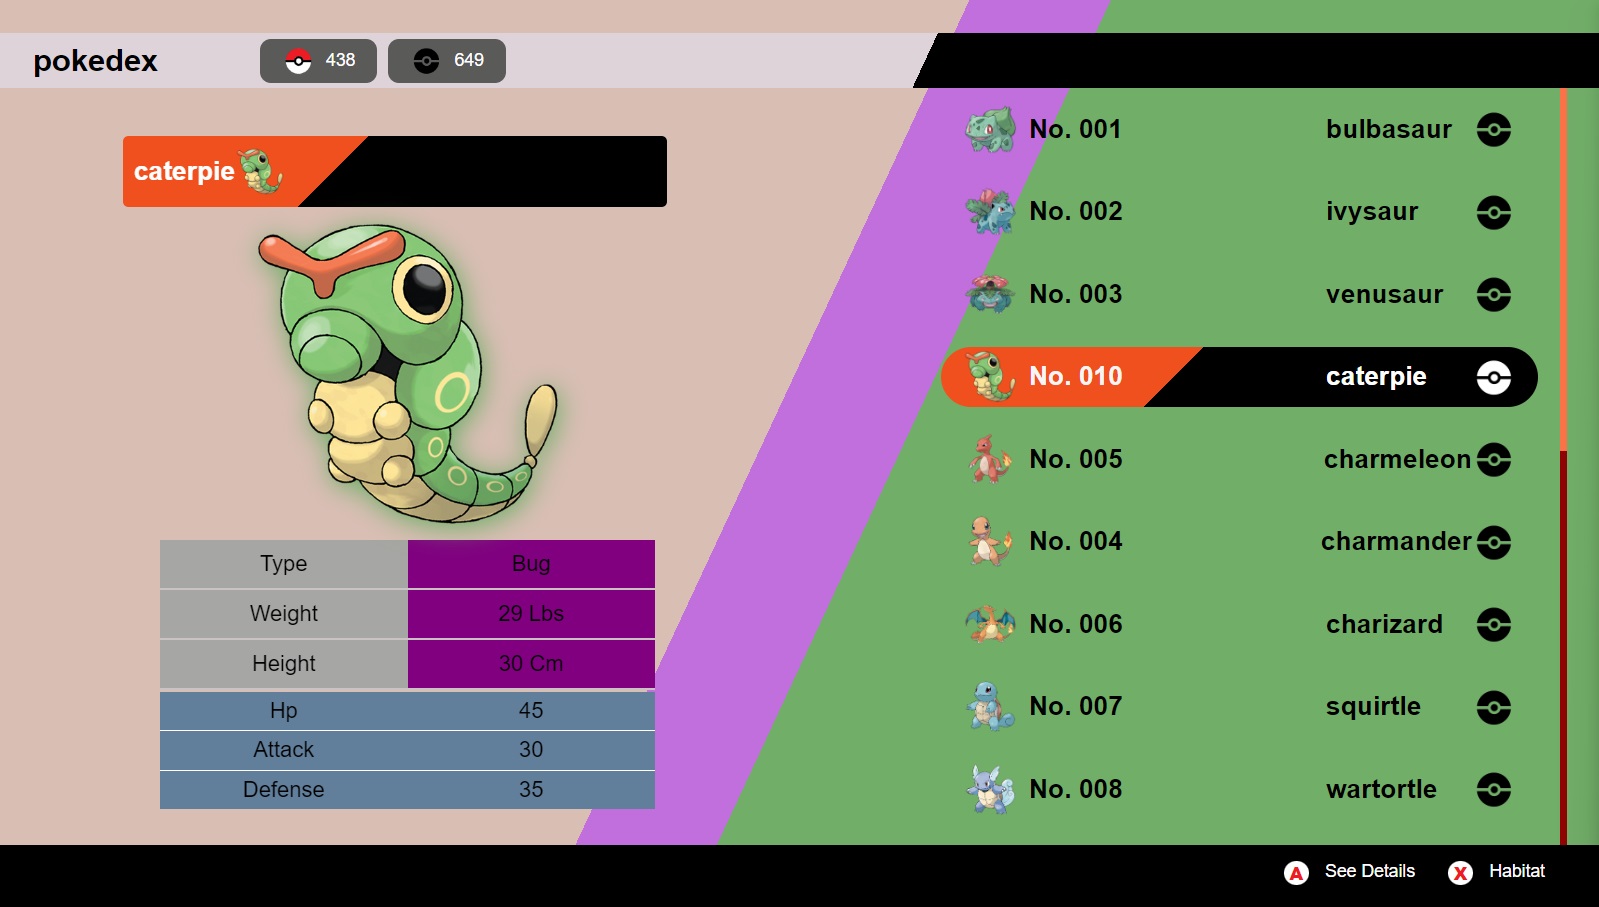 pokedex 438 649
caterpie
Type Bug
Weight 29 Lbs
Height 30 Cm
Hp 45
Attack 30
Defense 35
No. 001 bulbasaur
No. 002 ivysaur
No. 003 venusaur
No. 010 caterpie
No. 005 charmeleon
No. 004 charmander
No. 006 charizard
No. 007 squirtle
No. 008 wartortle
A See Details X Habitat